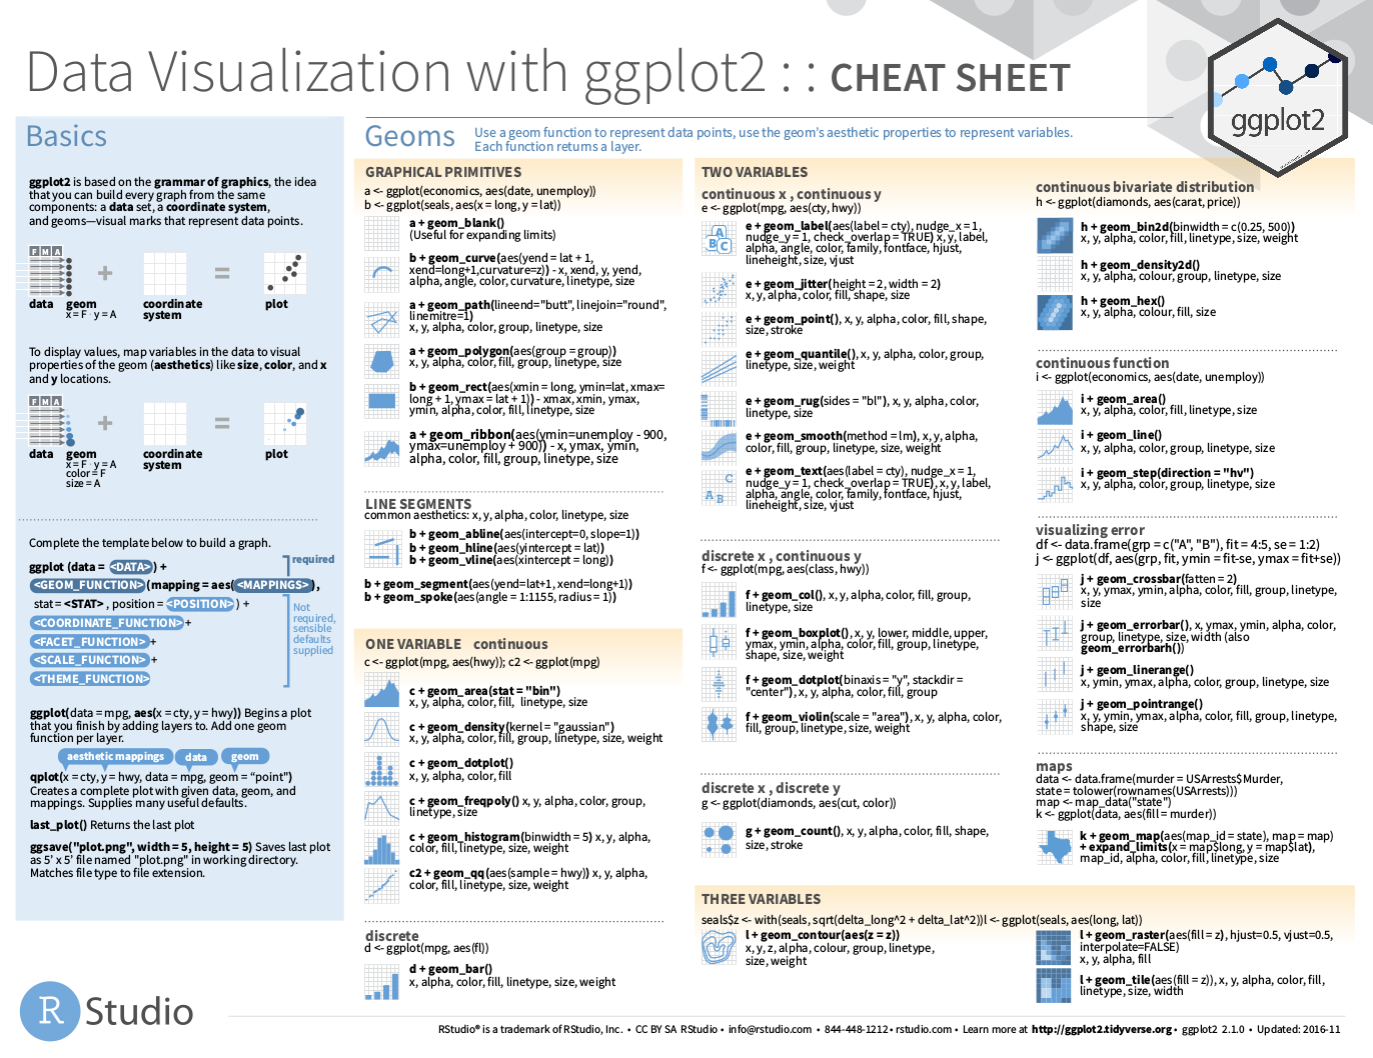 Data Visualization with ggplot2 : : CHEAT SHEET
ggplot2
Basics
ggplot2 is based on the grammar of graphics, the idea
that you can build every graph from the same
components: a data set, a coordinate system,
and geoms—visual marks that represent data points.
F M A
+
=
data geom coordinate plot
x = F · y = A system
To display values, map variables in the data to visual
properties of the geom (aesthetics) like size, color, and x
and y locations.
F M A
+
=
data geom coordinate plot
x = F · y = A system
color = F
size = A
Complete the template below to build a graph.
required
ggplot (data = <DATA>) +
<GEOM_FUNCTION>(mapping = aes(<MAPPINGS>),
stat = <STAT> , position = <POSITION>) +
<COORDINATE_FUNCTION> +
<FACET_FUNCTION> +
<SCALE_FUNCTION> +
<THEME_FUNCTION>
Not
required,
sensible
defaults
supplied
ggplot(data = mpg, aes(x = cty, y = hwy)) Begins a plot
that you finish by adding layers to. Add one geom
function per layer.
aesthetic mappings data geom
qplot(x = cty, y = hwy, data = mpg, geom = “point")
Creates a complete plot with given data, geom, and
mappings. Supplies many useful defaults.
last_plot() Returns the last plot
ggsave("plot.png", width = 5, height = 5) Saves last plot
as 5’ x 5’ file named "plot.png" in working directory.
Matches file type to file extension.
Geoms
Use a geom function to represent data points, use the geom’s aesthetic properties to represent variables.
Each function returns a layer.
GRAPHICAL PRIMITIVES
a <- ggplot(economics, aes(date, unemploy))
b <- ggplot(seals, aes(x = long, y = lat))
a + geom_blank()
(Useful for expanding limits)
b + geom_curve(aes(yend = lat + 1,
xend=long+1,curvature=z)) - x, xend, y, yend,
alpha, angle, color, curvature, linetype, size
a + geom_path(lineend="butt", linejoin="round",
linemitre=1)
x, y, alpha, color, group, linetype, size
a + geom_polygon(aes(group = group))
x, y, alpha, color, fill, group, linetype, size
b + geom_rect(aes(xmin = long, ymin=lat, xmax=
long + 1, ymax = lat + 1)) - xmax, xmin, ymax,
ymin, alpha, color, fill, linetype, size
a + geom_ribbon(aes(ymin=unemploy - 900,
ymax=unemploy + 900)) - x, ymax, ymin,
alpha, color, fill, group, linetype, size
LINE SEGMENTS
common aesthetics: x, y, alpha, color, linetype, size
b + geom_abline(aes(intercept=0, slope=1))
b + geom_hline(aes(yintercept = lat))
b + geom_vline(aes(xintercept = long))
b + geom_segment(aes(yend=lat+1, xend=long+1))
b + geom_spoke(aes(angle = 1:1155, radius = 1))
ONE VARIABLE continuous
c <- ggplot(mpg, aes(hwy)); c2 <- ggplot(mpg)
c + geom_area(stat = "bin")
x, y, alpha, color, fill, linetype, size
c + geom_density(kernel = "gaussian")
x, y, alpha, color, fill, group, linetype, size, weight
c + geom_dotplot()
x, y, alpha, color, fill
c + geom_freqpoly() x, y, alpha, color, group,
linetype, size
c + geom_histogram(binwidth = 5) x, y, alpha,
color, fill, linetype, size, weight
c2 + geom_qq(aes(sample = hwy)) x, y, alpha,
color, fill, linetype, size, weight
discrete
d <- ggplot(mpg, aes(fl))
d + geom_bar()
x, alpha, color, fill, linetype, size, weight
TWO VARIABLES
continuous x , continuous y
e <- ggplot(mpg, aes(cty, hwy))
A
B C
e + geom_label(aes(label = cty), nudge_x = 1,
nudge_y = 1, check_overlap = TRUE) x, y, label,
alpha, angle, color, family, fontface, hjust,
lineheight, size, vjust
e + geom_jitter(height = 2, width = 2)
x, y, alpha, color, fill, shape, size
e + geom_point(), x, y, alpha, color, fill, shape,
size, stroke
e + geom_quantile(), x, y, alpha, color, group,
linetype, size, weight
e + geom_rug(sides = "bl"), x, y, alpha, color,
linetype, size
e + geom_smooth(method = lm), x, y, alpha,
color, fill, group, linetype, size, weight
C
A B
e + geom_text(aes(label = cty), nudge_x = 1,
nudge_y = 1, check_overlap = TRUE), x, y, label,
alpha, angle, color, family, fontface, hjust,
lineheight, size, vjust
discrete x , continuous y
f <- ggplot(mpg, aes(class, hwy))
f + geom_col(), x, y, alpha, color, fill, group,
linetype, size
f + geom_boxplot(), x, y, lower, middle, upper,
ymax, ymin, alpha, color, fill, group, linetype,
shape, size, weight
f + geom_dotplot(binaxis = "y", stackdir =
"center"), x, y, alpha, color, fill, group
f + geom_violin(scale = "area"), x, y, alpha, color,
fill, group, linetype, size, weight
discrete x , discrete y
g <- ggplot(diamonds, aes(cut, color))
g + geom_count(), x, y, alpha, color, fill, shape,
size, stroke
continuous bivariate distribution
h <- ggplot(diamonds, aes(carat, price))
h + geom_bin2d(binwidth = c(0.25, 500))
x, y, alpha, color, fill, linetype, size, weight
h + geom_density2d()
x, y, alpha, colour, group, linetype, size
h + geom_hex()
x, y, alpha, colour, fill, size
continuous function
i <- ggplot(economics, aes(date, unemploy))
i + geom_area()
x, y, alpha, color, fill, linetype, size
i + geom_line()
x, y, alpha, color, group, linetype, size
i + geom_step(direction = "hv")
x, y, alpha, color, group, linetype, size
visualizing error
df <- data.frame(grp = c("A", "B"), fit = 4:5, se = 1:2)
j <- ggplot(df, aes(grp, fit, ymin = fit-se, ymax = fit+se))
j + geom_crossbar(fatten = 2)
x, y, ymax, ymin, alpha, color, fill, group, linetype,
size
j + geom_errorbar(), x, ymax, ymin, alpha, color,
group, linetype, size, width (also
geom_errorbarh())
j + geom_linerange()
x, ymin, ymax, alpha, color, group, linetype, size
j + geom_pointrange()
x, y, ymin, ymax, alpha, color, fill, group, linetype,
shape, size
maps
data <- data.frame(murder = USArrests$Murder,
state = tolower(rownames(USArrests)))
map <- map_data("state")
k <- ggplot(data, aes(fill = murder))
k + geom_map(aes(map_id = state), map = map)
+ expand_limits(x = map$long, y = map$lat),
map_id, alpha, color, fill, linetype, size
THREE VARIABLES
seals$z <- with(seals, sqrt(delta_long^2 + delta_lat^2))l <- ggplot(seals, aes(long, lat))
l + geom_contour(aes(z = z))
x, y, z, alpha, colour, group, linetype,
size, weight
l + geom_raster(aes(fill = z), hjust=0.5, vjust=0.5,
interpolate=FALSE)
x, y, alpha, fill
l + geom_tile(aes(fill = z)), x, y, alpha, color, fill,
linetype, size, width
R Studio
RStudio® is a trademark of RStudio, Inc. • CC BY SA RStudio • info@rstudio.com • 844-448-1212 • rstudio.com • Learn more at http://ggplot2.tidyverse.org • ggplot2 2.1.0 • Updated: 2016-11